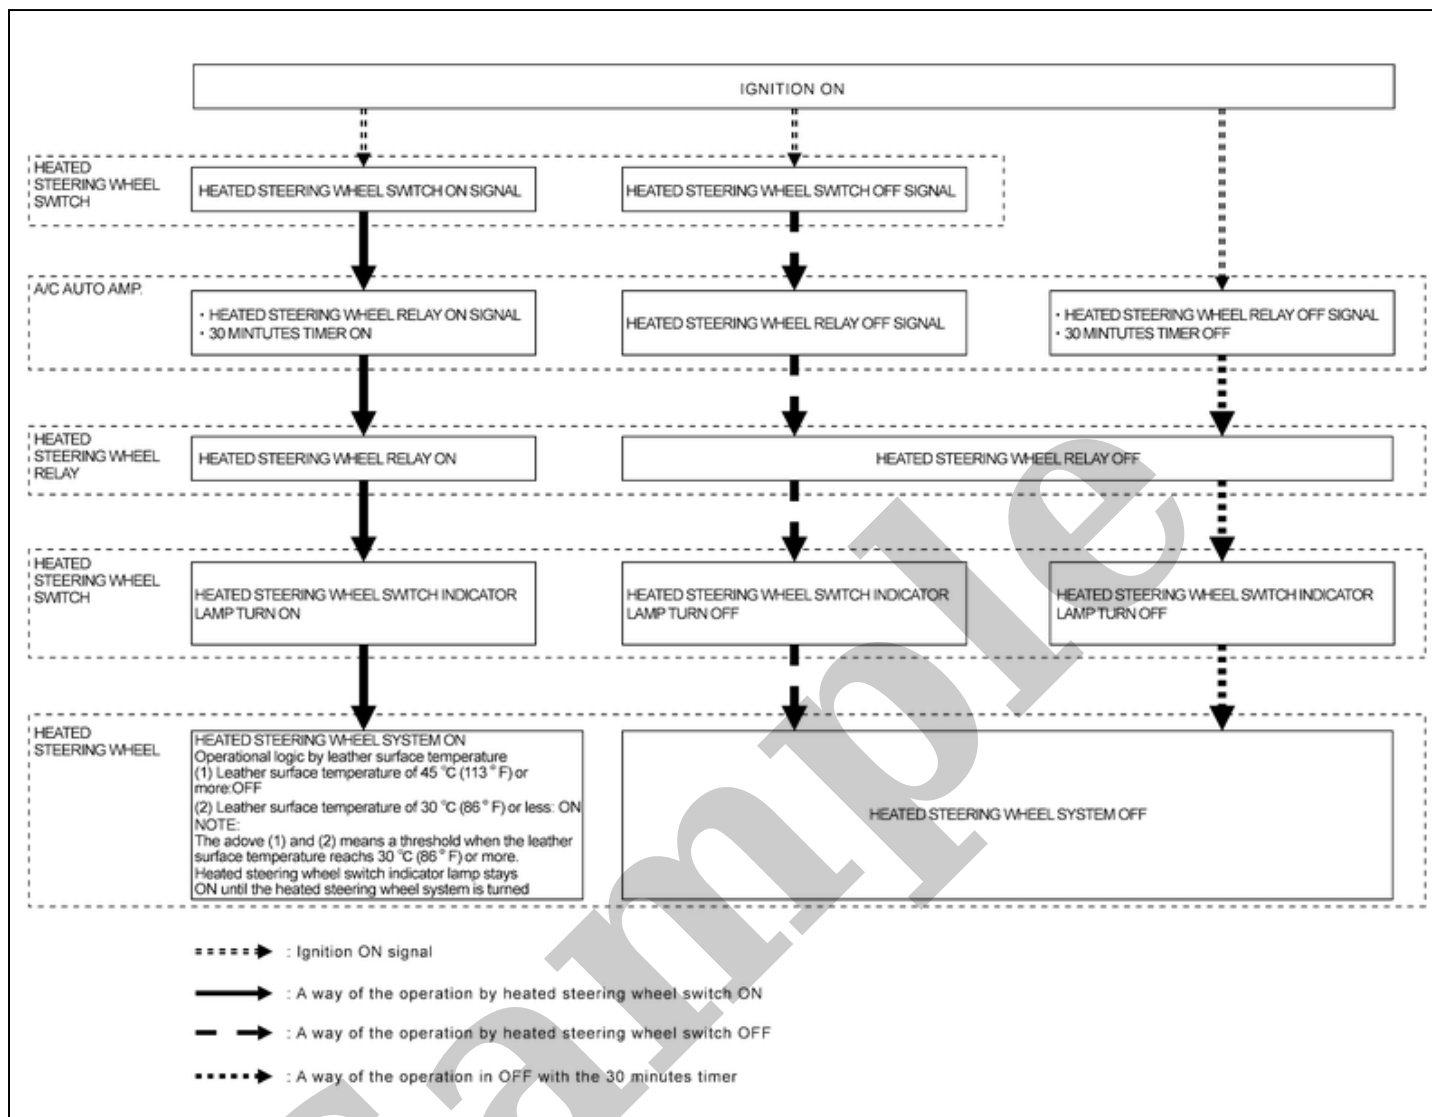 IGNITION ON
HEATED
STEERING WHEEL
SWITCH
HEATED STEERING WHEEL SWITCH ON SIGNAL
HEATED STEERING WHEEL SWITCH OFF SIGNAL
A/C AUTO AMP.
・HEATED STEERING WHEEL RELAY ON SIGNAL
・30 MINTUTES TIMER ON
HEATED STEERING WHEEL RELAY OFF SIGNAL
・HEATED STEERING WHEEL RELAY OFF SIGNAL
・30 MINTUTES TIMER OFF
HEATED
STEERING WHEEL
RELAY
HEATED STEERING WHEEL RELAY ON
HEATED STEERING WHEEL RELAY OFF
HEATED
STEERING WHEEL
SWITCH
HEATED STEERING WHEEL SWITCH INDICATOR
LAMP TURN ON
HEATED STEERING WHEEL SWITCH INDICATOR
LAMP TURN OFF
HEATED STEERING WHEEL SWITCH INDICATOR
LAMP TURN OFF
HEATED
STEERING WHEEL
HEATED STEERING WHEEL SYSTEM ON
Operational logic by leather surface temperature
(1) Leather surface temperature of 45 °C (113 ° F) or
more:OFF
(2) Leather surface temperature of 30 °C (86 ° F) or less: ON
NOTE:
The adove (1) and (2) means a threshold when the leather
surface temperature reachs 30 °C (86 ° F) or more.
Heated steering wheel switch indicator lamp stays
ON until the heated steering wheel system is turned
HEATED STEERING WHEEL SYSTEM OFF
: Ignition ON signal
: A way of the operation by heated steering wheel switch ON
: A way of the operation by heated steering wheel switch OFF
: A way of the operation in OFF with the 30 minutes timer
Sample